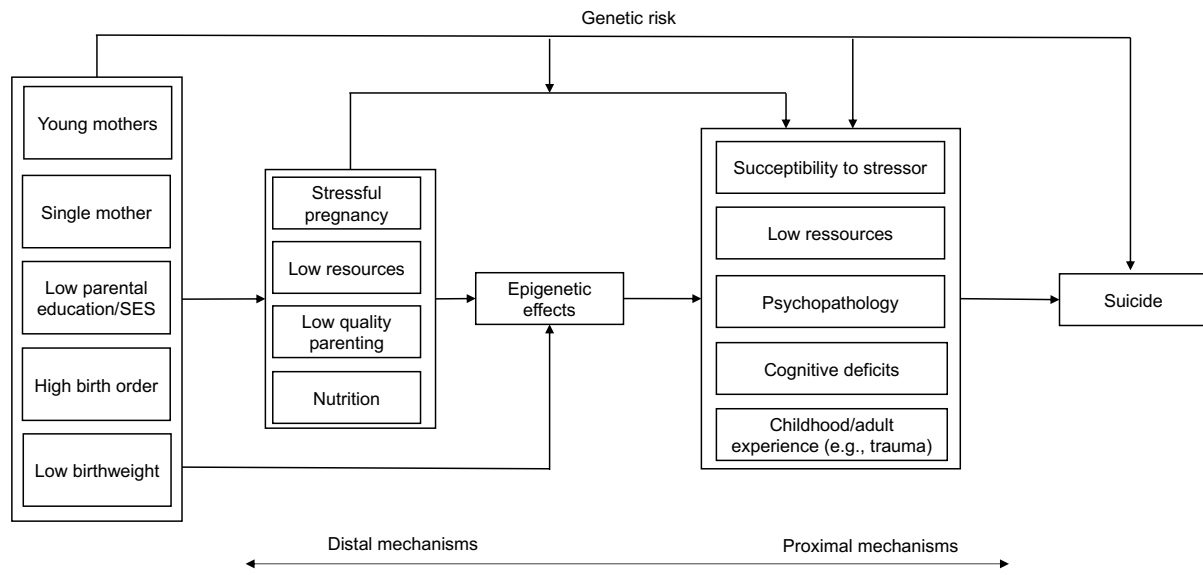 Genetic risk
Young mothers
Single mother
Low parental
education/SES
High birth order
Low birthweight
Stressful
pregnancy
Low resources
Low quality
parenting
Nutrition
Epigenetic
effects
Succeptibility to stressor
Low ressources
Psychopathology
Cognitive deficits
Childhood/adult
experience (e.g., trauma)
Suicide
Distal mechanisms
Proximal mechanisms